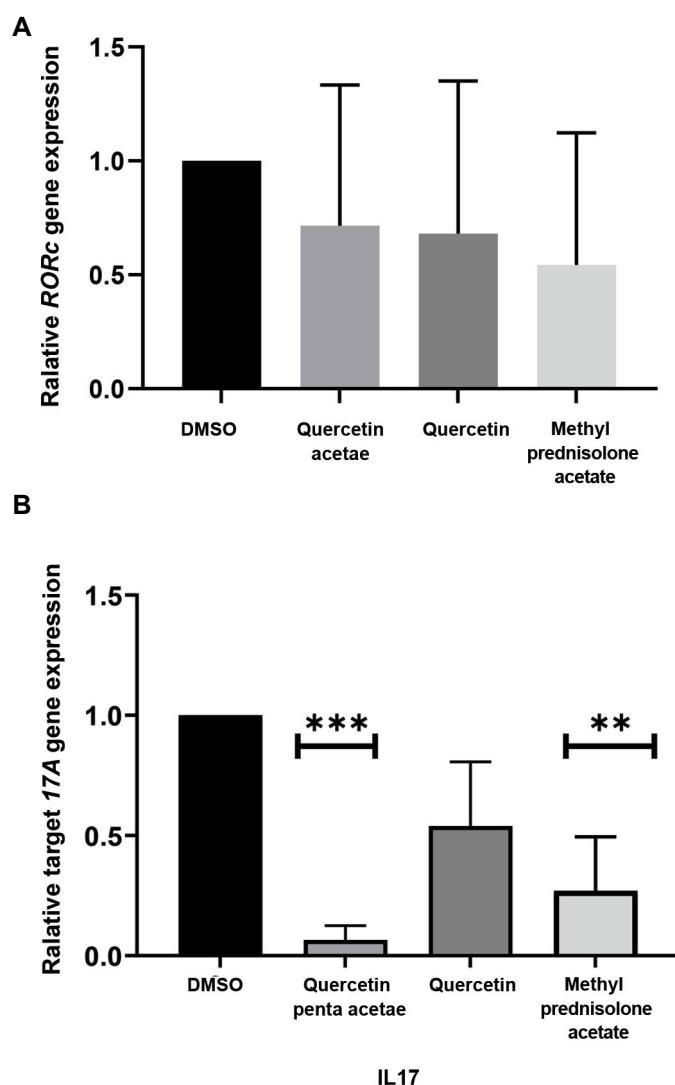 A
Ralative RORc gene expression
1.5
1.0
0.5
0.0
DMSO
Quercetin
acetae
Quercetin
Methyl
prednisolone
acetate
B
Ralative target 17A gene expression
1.5
1.0
0.5
0.0
***
**
DMSO
Quercetin
penta acetae
Quercetin
Methyl
prednisolone
acetate
IL17